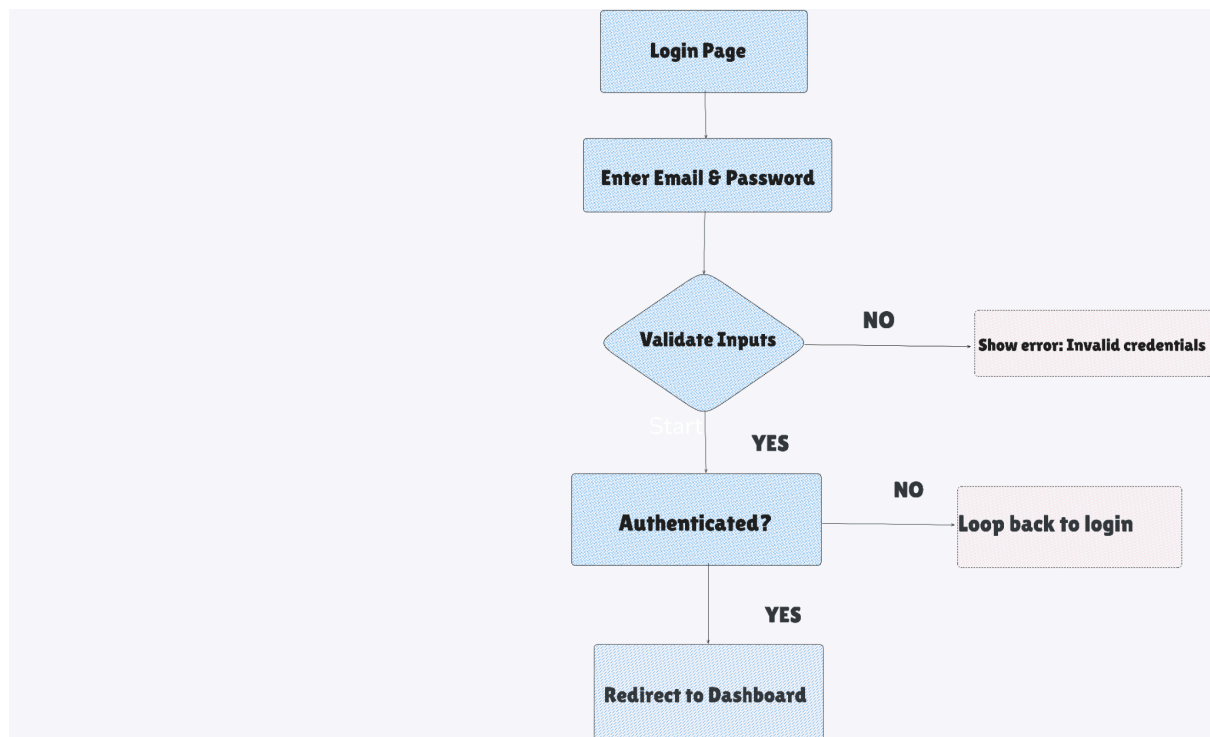 Login Page
Enter Email & Password
Validate Inputs
NO
Show error: Invalid credentials
Start
YES
Authenticated?
NO
Loop back to login
YES
Redirect to Dashboard